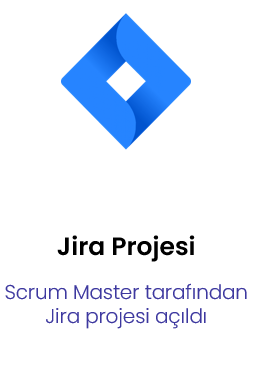 Jira Projesi
Scrum Master tarafından
Jira projesi açıldı